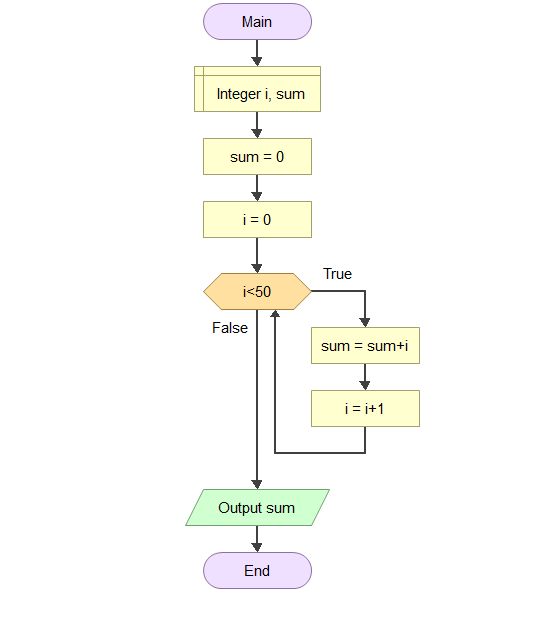 Main
Integer i, sum
sum = 0
i = 0
i<50
True
False
sum = sum+i
i = i+1
Output sum
End